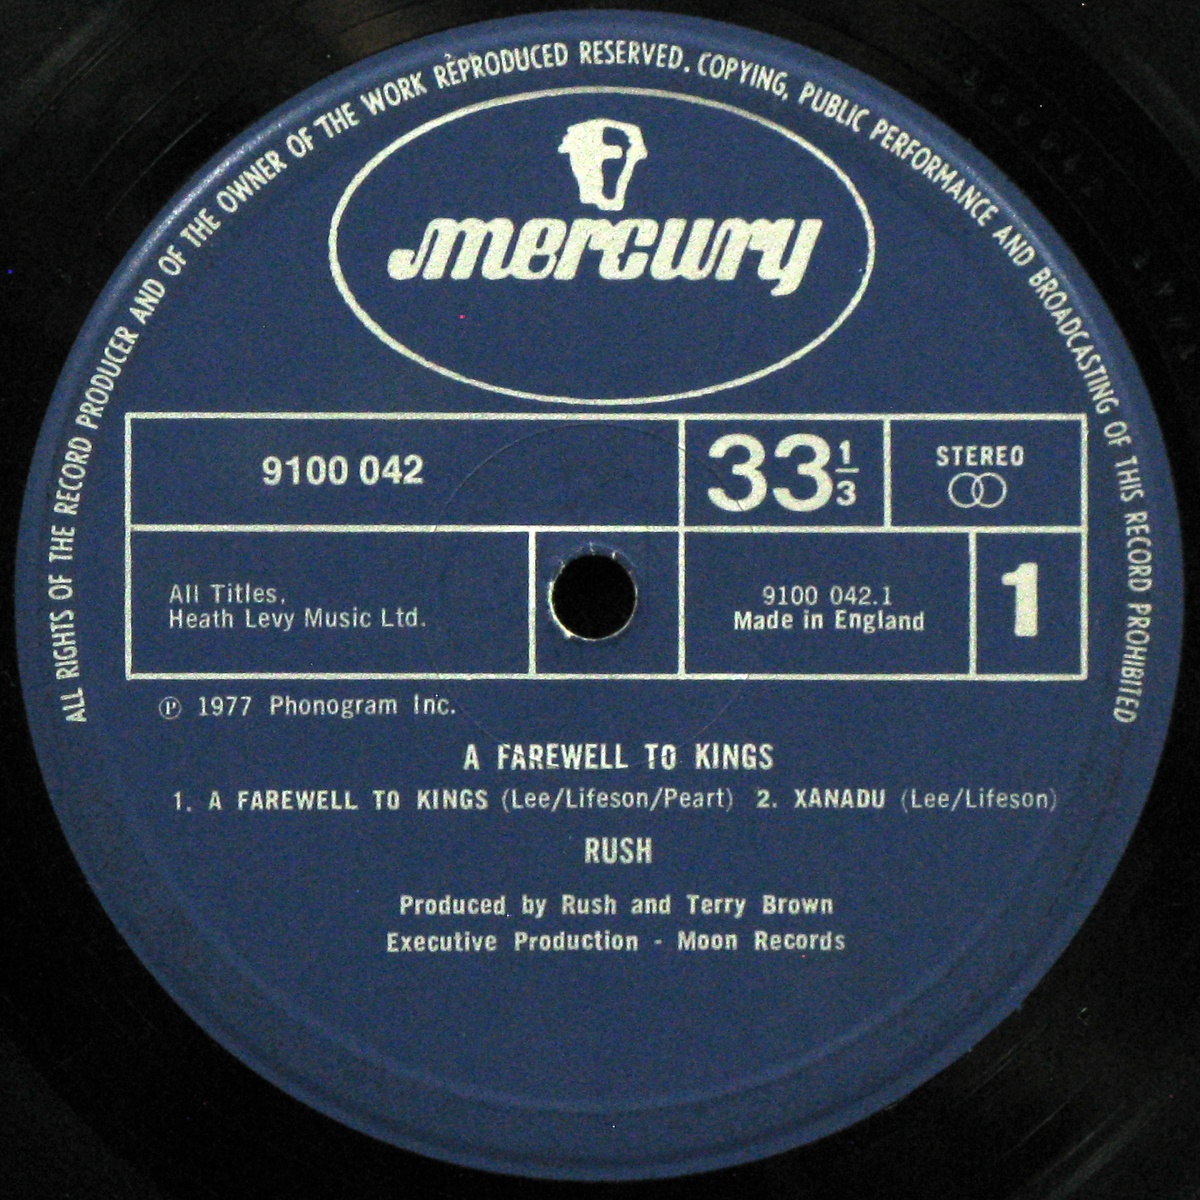 ALL RIGHTS OF THE RECORD PRODUCER AND OF THE OWNER OF THE WORK REPRODUCED RESERVED. COPYING, PUBLIC PERFORMANCE AND BROADCASTING OF THIS RECORD PROHIBITED
mercury
9100 042
33 1/3
STEREO
All Titles,
Heath Levy Music Ltd.
9100 042.1
Made in England
1
℗ 1977 Phonogram Inc.
A FAREWELL TO KINGS
1. A FAREWELL TO KINGS (Lee/Lifeson/Peart) 2. XANADU (Lee/Lifeson)
RUSH
Produced by Rush and Terry Brown
Executive Production - Moon Records